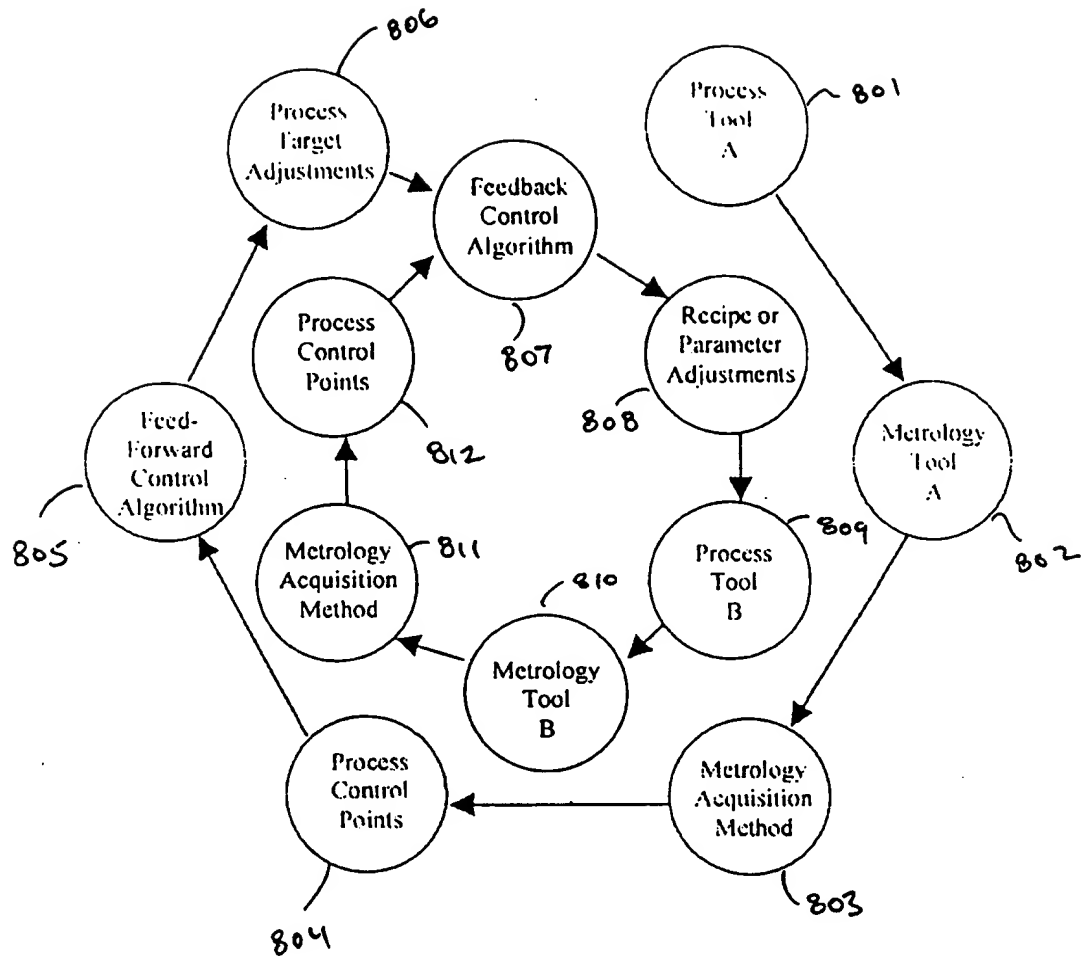 806
Process
Target
Adjustments
Process
Tool
A
801
Feedback
Control
Algorithm
807
Process
Control
Points
812
Recipe or
Parameter
Adjustments
808
Feed-
Forward
Control
Algorithm
805
Metrology
Tool
A
802
Metrology
Acquisition
Method
811
Process
Tool
B
809
Metrology
Tool
B
810
Process
Control
Points
804
Metrology
Acquisition
Method
803